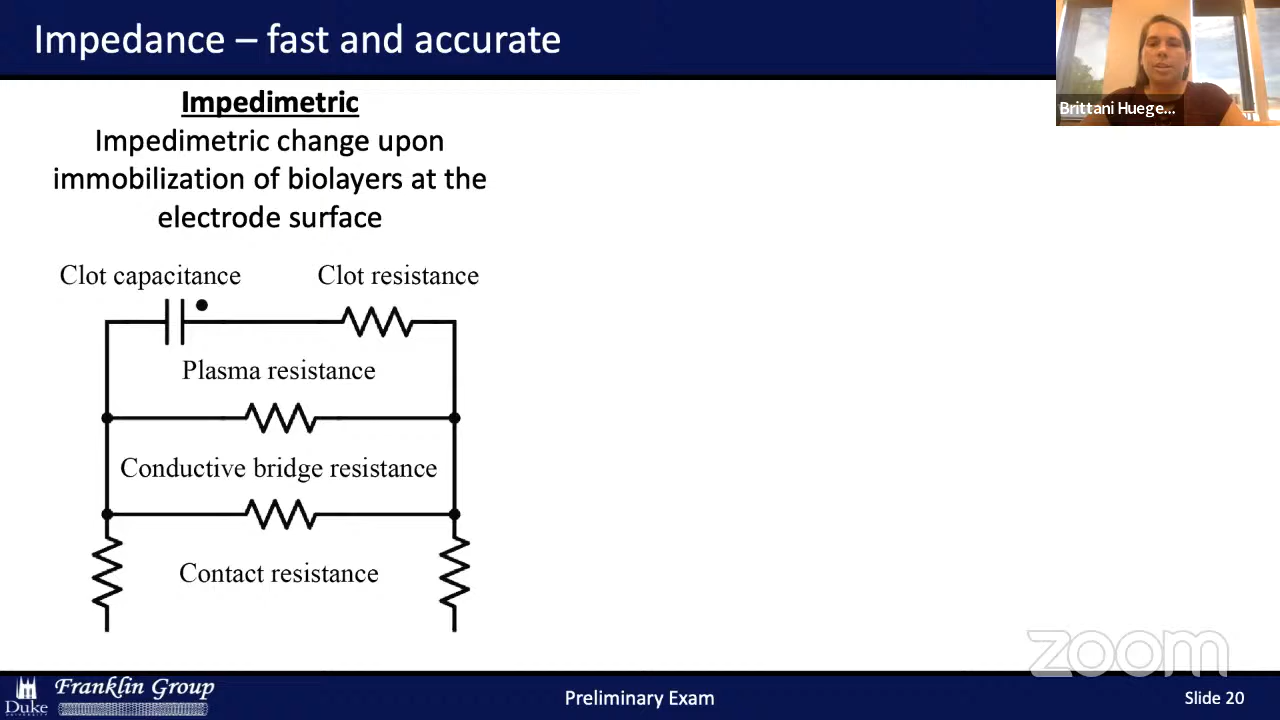 Impedance – fast and accurate
Brittani Huege...
Impedimetric
Impedimetric change upon
immobilization of biolayers at the
electrode surface
Clot capacitance
Clot resistance
Plasma resistance
Conductive bridge resistance
Contact resistance
zoom
Duke
Franklin Group
Preliminary Exam
Slide 20